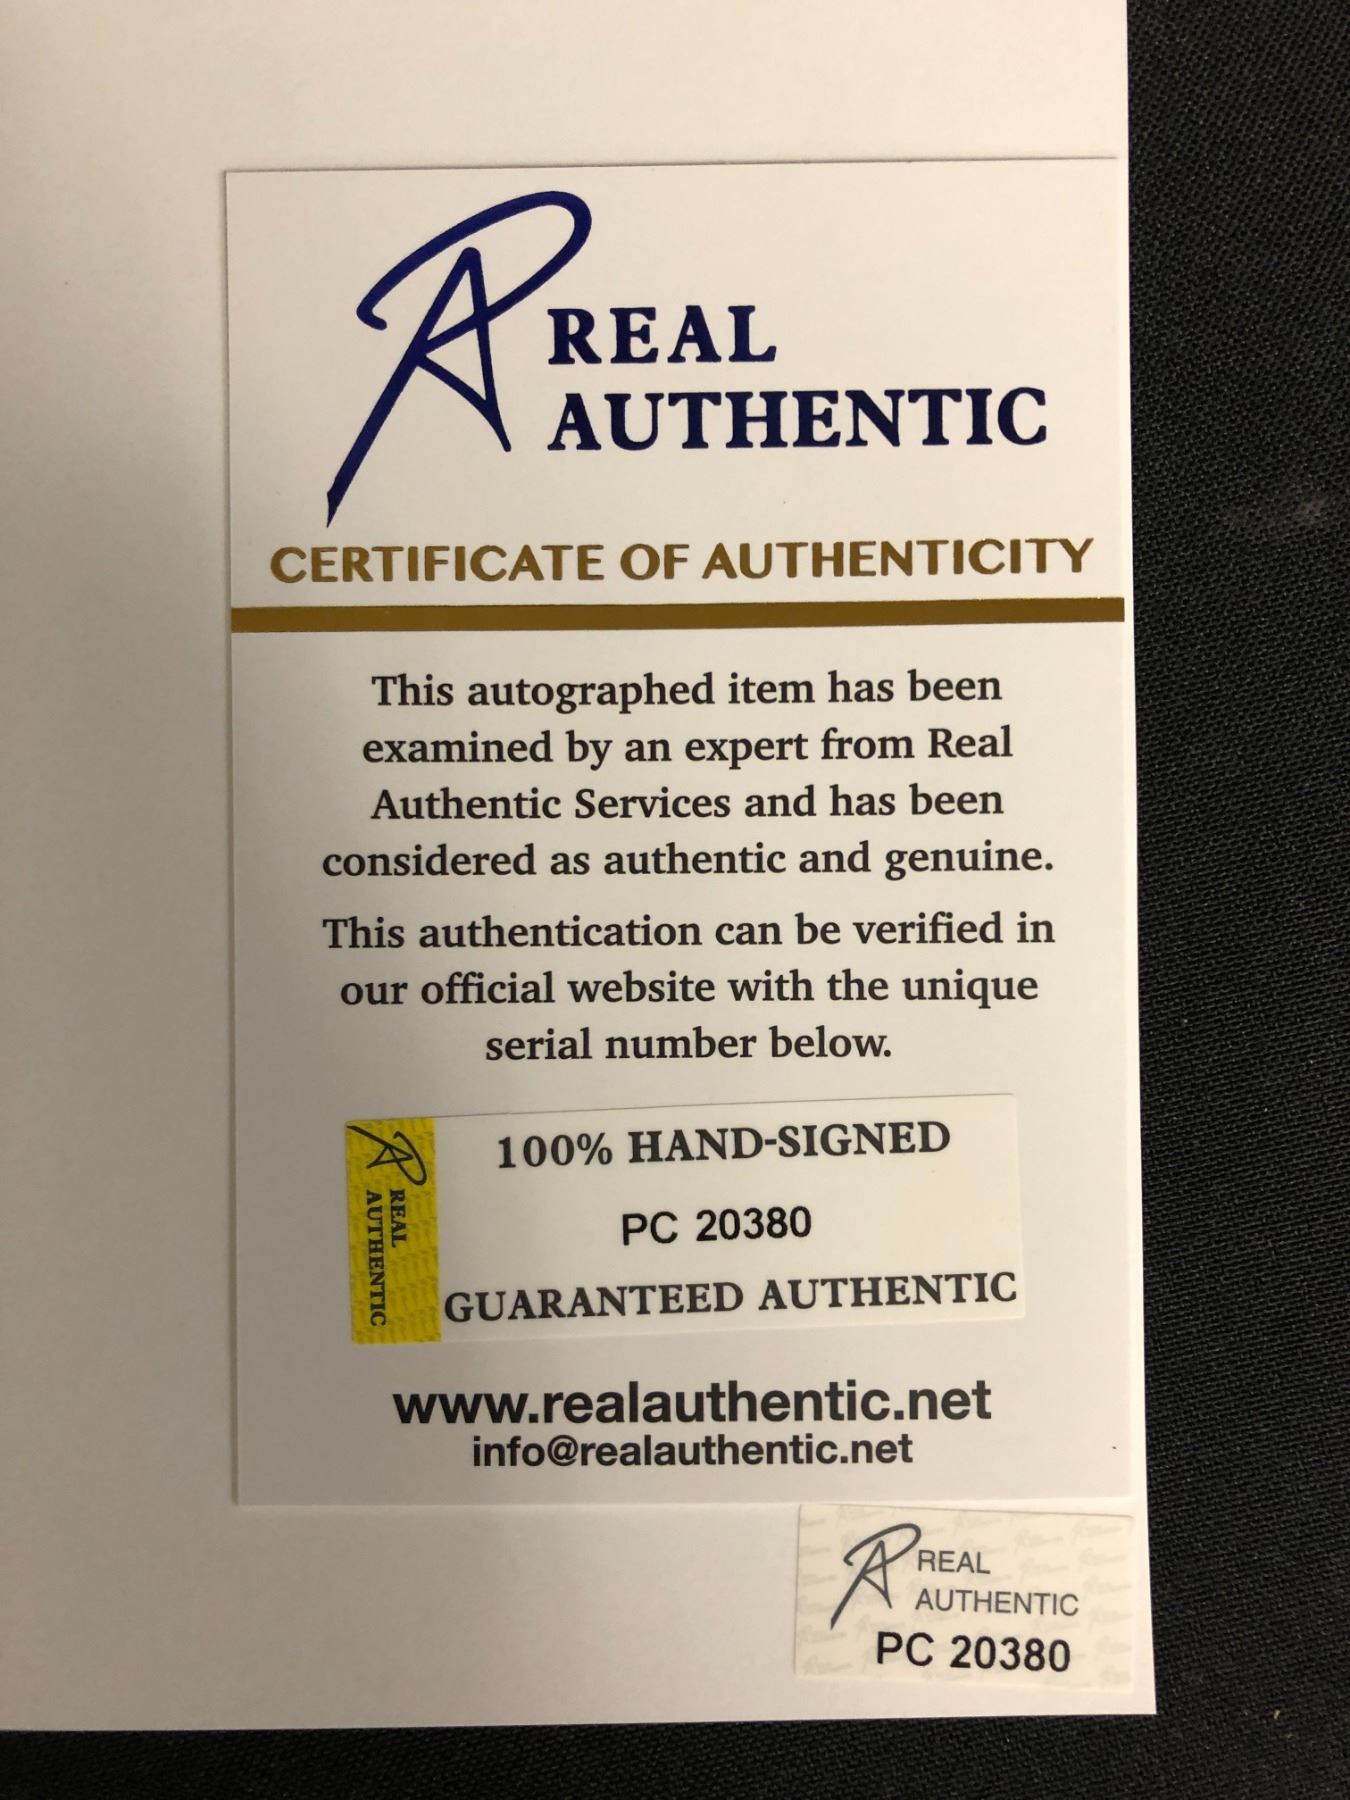 REAL
AUTHENTIC
CERTIFICATE OF AUTHENTICITY
This autographed item has been
examined by an expert from Real
Authentic Services and has been
considered as authentic and genuine.
This authentication can be verified in
our official website with the unique
serial number below.
REAL
AUTHENTIC
100% HAND-SIGNED
PC 20380
GUARANTEED AUTHENTIC
www.realauthentic.net
info@realauthentic.net
REAL
AUTHENTIC
PC 20380